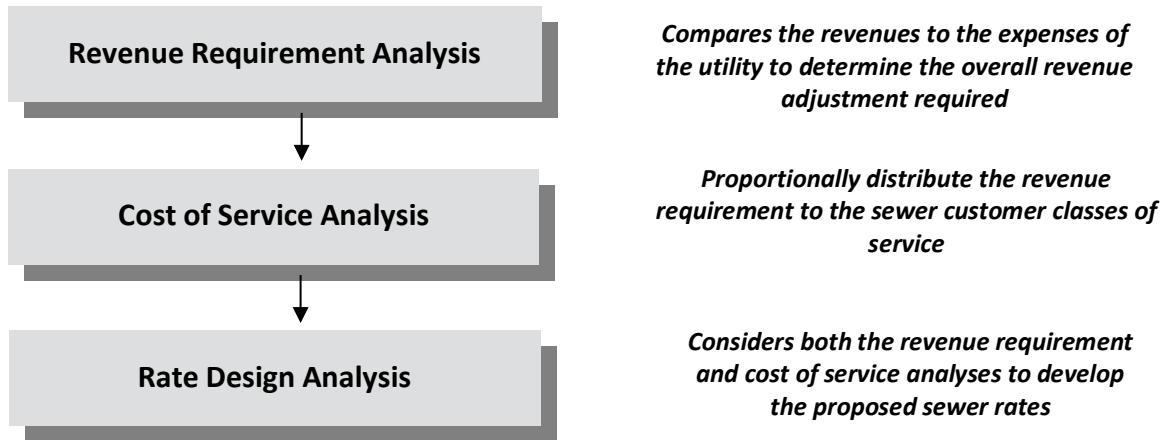 Revenue Requirement Analysis
Compares the revenues to the expenses of
the utility to determine the overall revenue
adjustment required
Cost of Service Analysis
Proportionally distribute the revenue
requirement to the sewer customer classes of
service
Rate Design Analysis
Considers both the revenue requirement
and cost of service analyses to develop
the proposed sewer rates